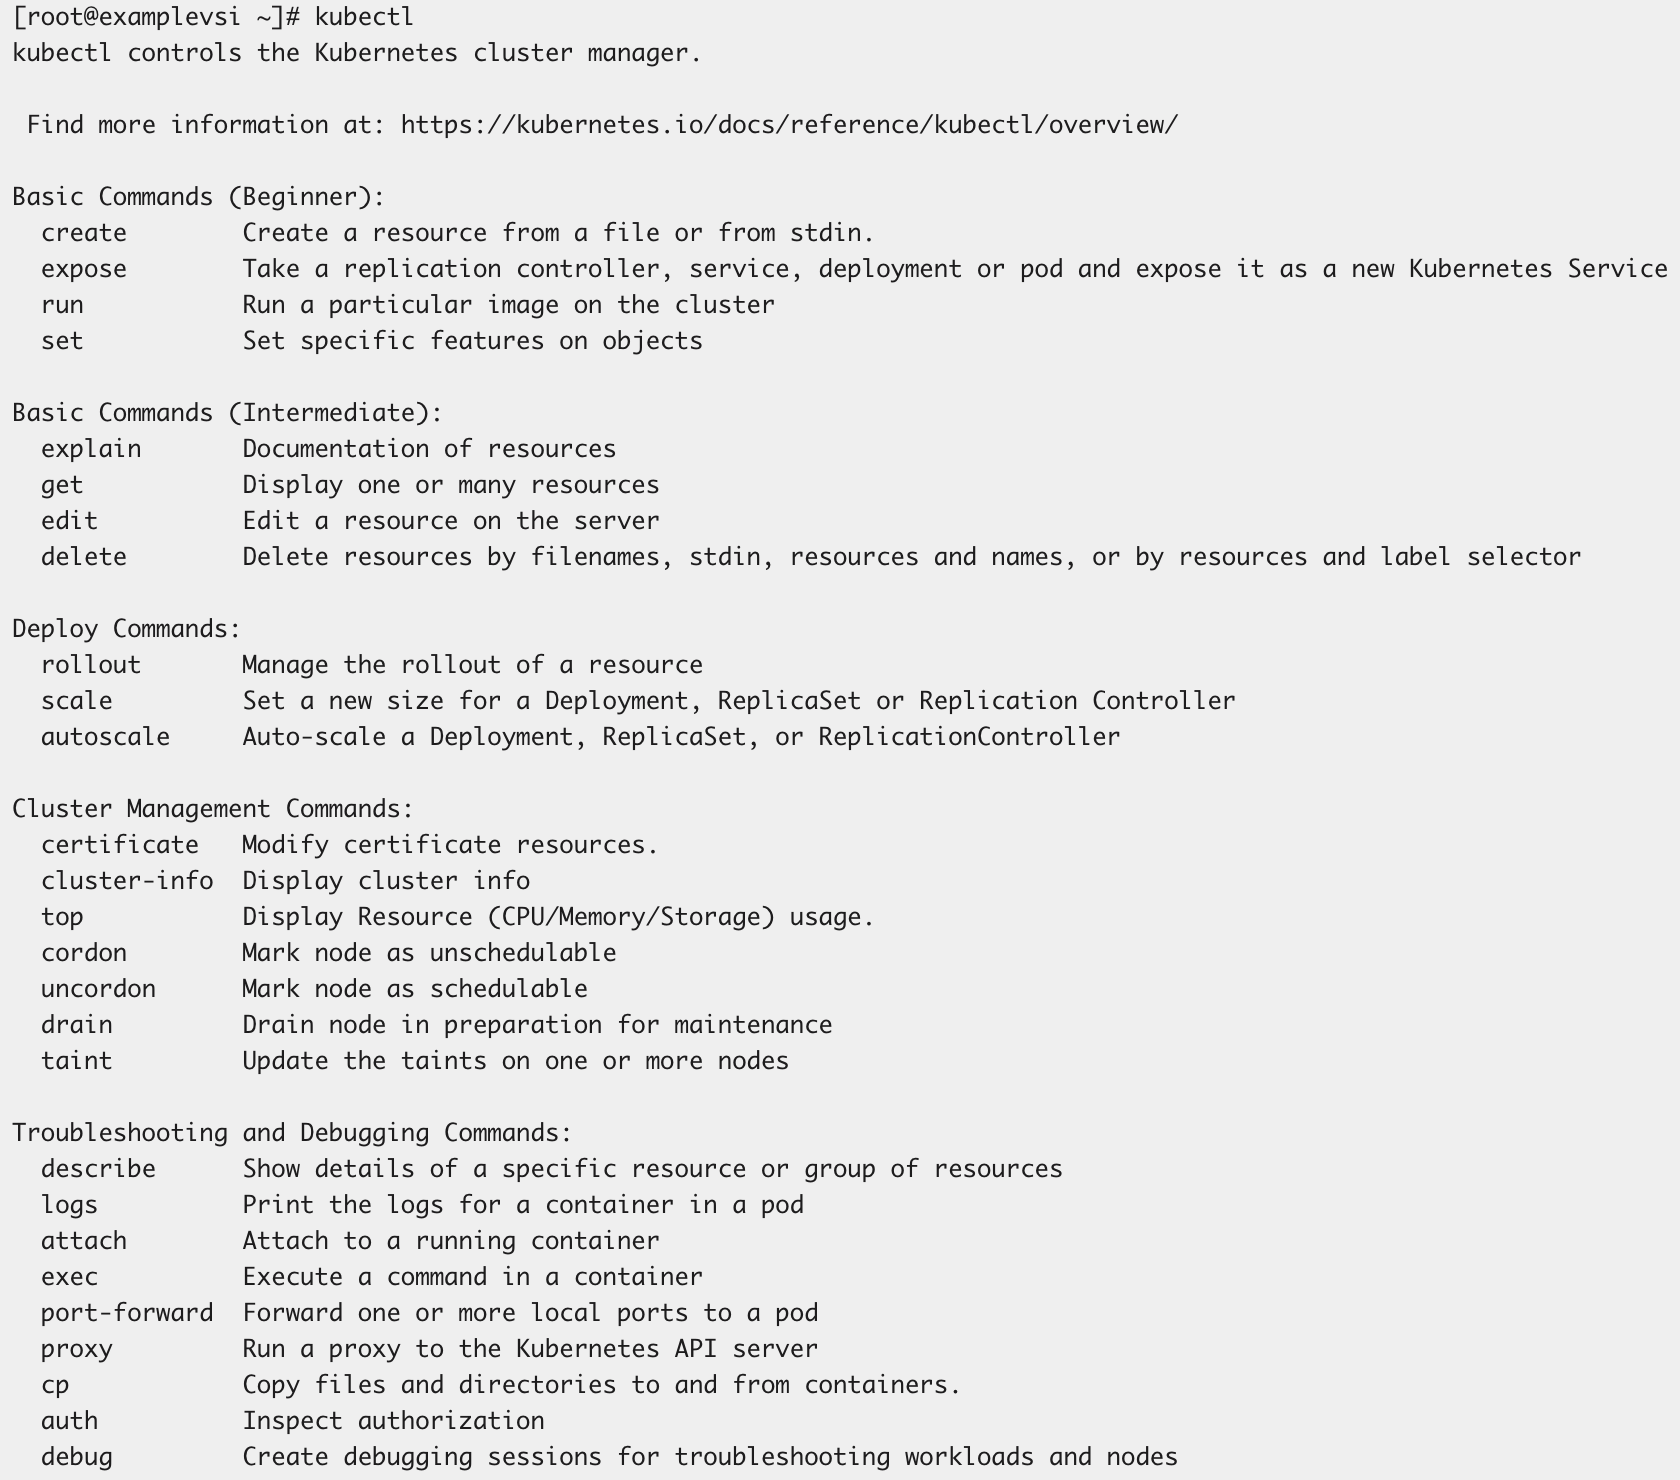 [root@examplevsi ~]# kubectl
kubectl controls the Kubernetes cluster manager.

 Find more information at: https://kubernetes.io/docs/reference/kubectl/overview/

Basic Commands (Beginner):
  create        Create a resource from a file or from stdin.
  expose        Take a replication controller, service, deployment or pod and expose it as a new Kubernetes Service
  run           Run a particular image on the cluster
  set           Set specific features on objects

Basic Commands (Intermediate):
  explain       Documentation of resources
  get           Display one or many resources
  edit          Edit a resource on the server
  delete        Delete resources by filenames, stdin, resources and names, or by resources and label selector

Deploy Commands:
  rollout       Manage the rollout of a resource
  scale         Set a new size for a Deployment, ReplicaSet or Replication Controller
  autoscale     Auto-scale a Deployment, ReplicaSet, or ReplicationController

Cluster Management Commands:
  certificate   Modify certificate resources.
  cluster-info  Display cluster info
  top           Display Resource (CPU/Memory/Storage) usage.
  cordon        Mark node as unschedulable
  uncordon      Mark node as schedulable
  drain         Drain node in preparation for maintenance
  taint         Update the taints on one or more nodes

Troubleshooting and Debugging Commands:
  describe      Show details of a specific resource or group of resources
  logs          Print the logs for a container in a pod
  attach        Attach to a running container
  exec          Execute a command in a container
  port-forward  Forward one or more local ports to a pod
  proxy         Run a proxy to the Kubernetes API server
  cp            Copy files and directories to and from containers.
  auth          Inspect authorization
  debug         Create debugging sessions for troubleshooting workloads and nodes